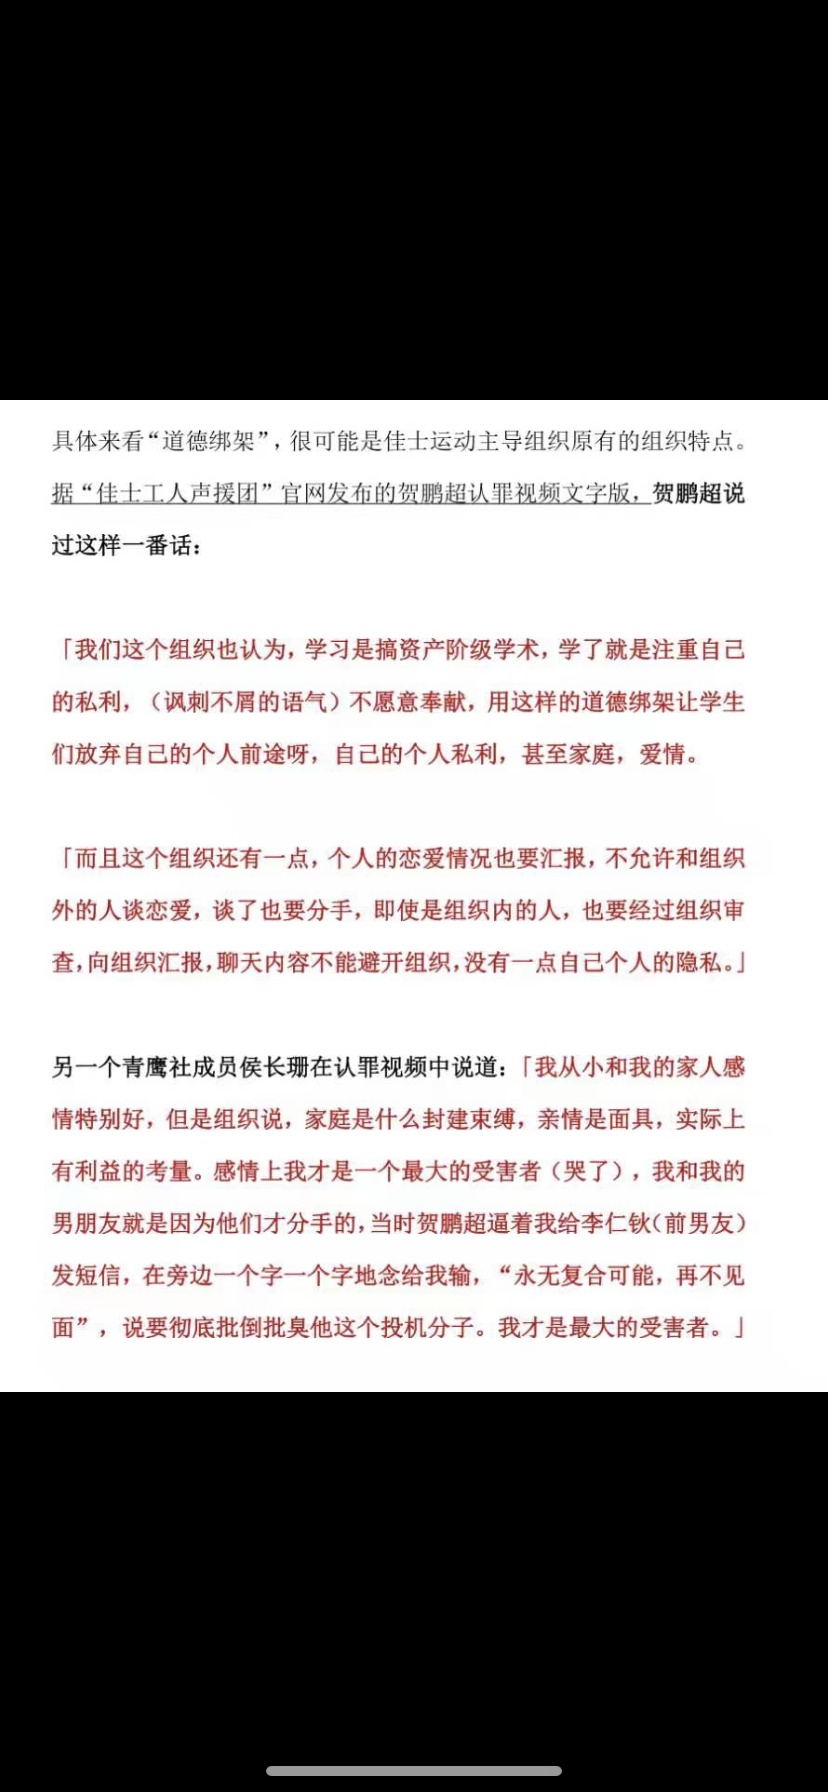 具体来看“道德绑架”，很可能是佳士运动主导组织原有的组织特点。
据“佳士工人声援团”官网发布的贺鹏超认罪视频文字版，贺鹏超说
过这样一番话：
「我们这个组织也认为，学习是搞资产阶级学术，学了就是注重自己
的私利，（讽刺不屑的语气）不愿意奉献，用这样的道德绑架让学生
们放弃自己的个人前途呀，自己的个人私利，甚至家庭，爱情。
「而且这个组织还有一点，个人的恋爱情况也要汇报，不允许和组织
外的人谈恋爱，谈了也要分手，即使是组织内的人，也要经过组织审
查，向组织汇报，聊天内容不能避开组织，没有一点自己个人的隐私。」
另一个青鹰社成员侯长珊在认罪视频中说道：「我从小和我的家人感
情特别好，但是组织说，家庭是什么封建束缚，亲情是面具，实际上
有利益的考量。感情上我才是一个最大的受害者（哭了），我和我的
男朋友就是因为他们才分手的，当时贺鹏超逼着我给李仁钬（前男友）
发短信，在旁边一个字一个字地念给我输，“永无复合可能，再不见
面”，说要彻底批倒批臭他这个投机分子。我才是最大的受害者。」